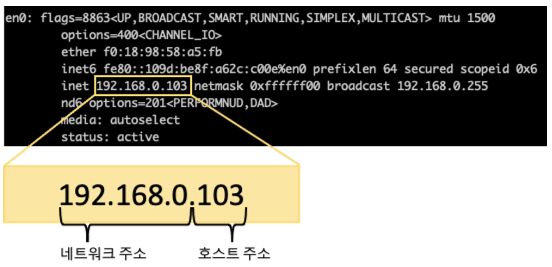 en0: flags=8863<UP,BROADCAST,SMART,RUNNING,SIMPLEX,MULTICAST> mtu 1500
options=400<CHANNEL_IO>
ether f0:18:98:58:a5:fb
inet6 fe80::109d:be8f:a62c:c00e%en0 prefixlen 64 secured scopeid 0x6
inet 192.168.0.103 netmask 0xffffff00 broadcast 192.168.0.255
nd6 options=201<PERFORMNUD,DAD>
media: autoselect
status: active
192.168.0.103
네트워크 주소 호스트 주소